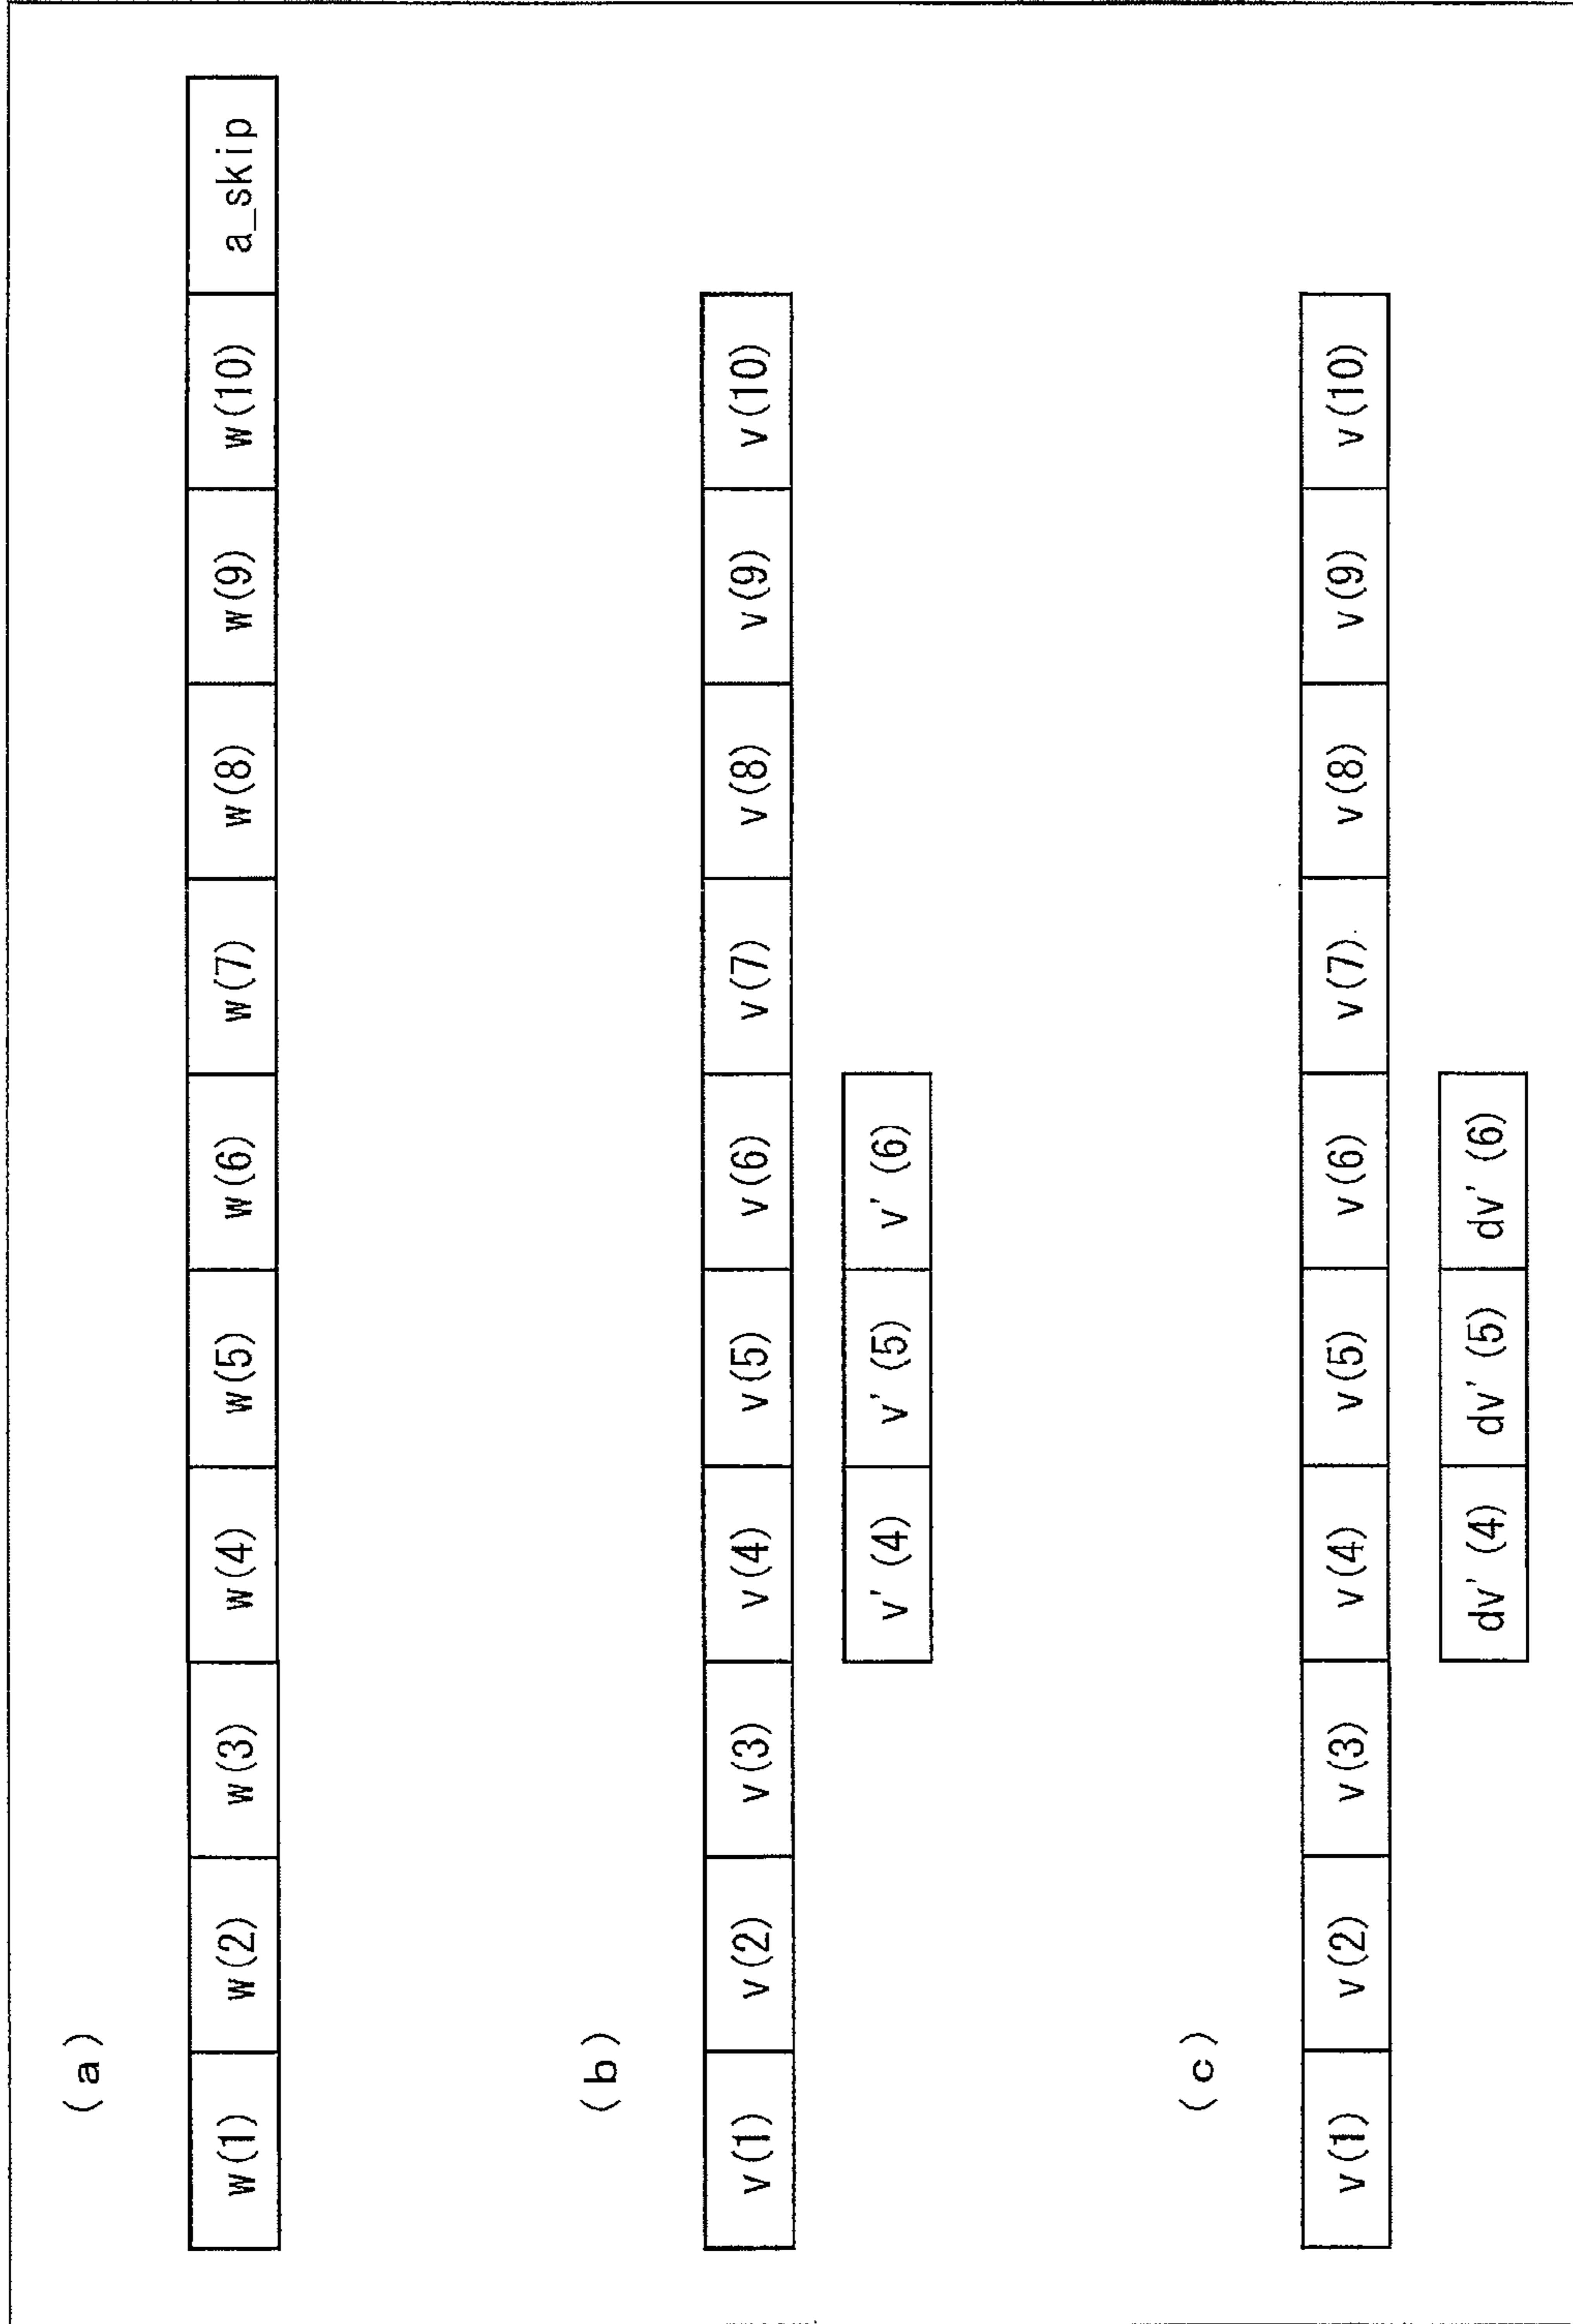 (a)
w(1) w(2) w(3) w(4) w(5) w(6) w(7) w(8) w(9) w(10) a_skip
(b)
v(1) v(2) v(3) v(4) v(5) v(6) v(7) v(8) v(9) v(10)
v'(4) v'(5) v'(6)
(c)
v(1) v(2) v(3) v(4) v(5) v(6) v(7) v(8) v(9) v(10)
dv'(4) dv'(5) dv'(6)